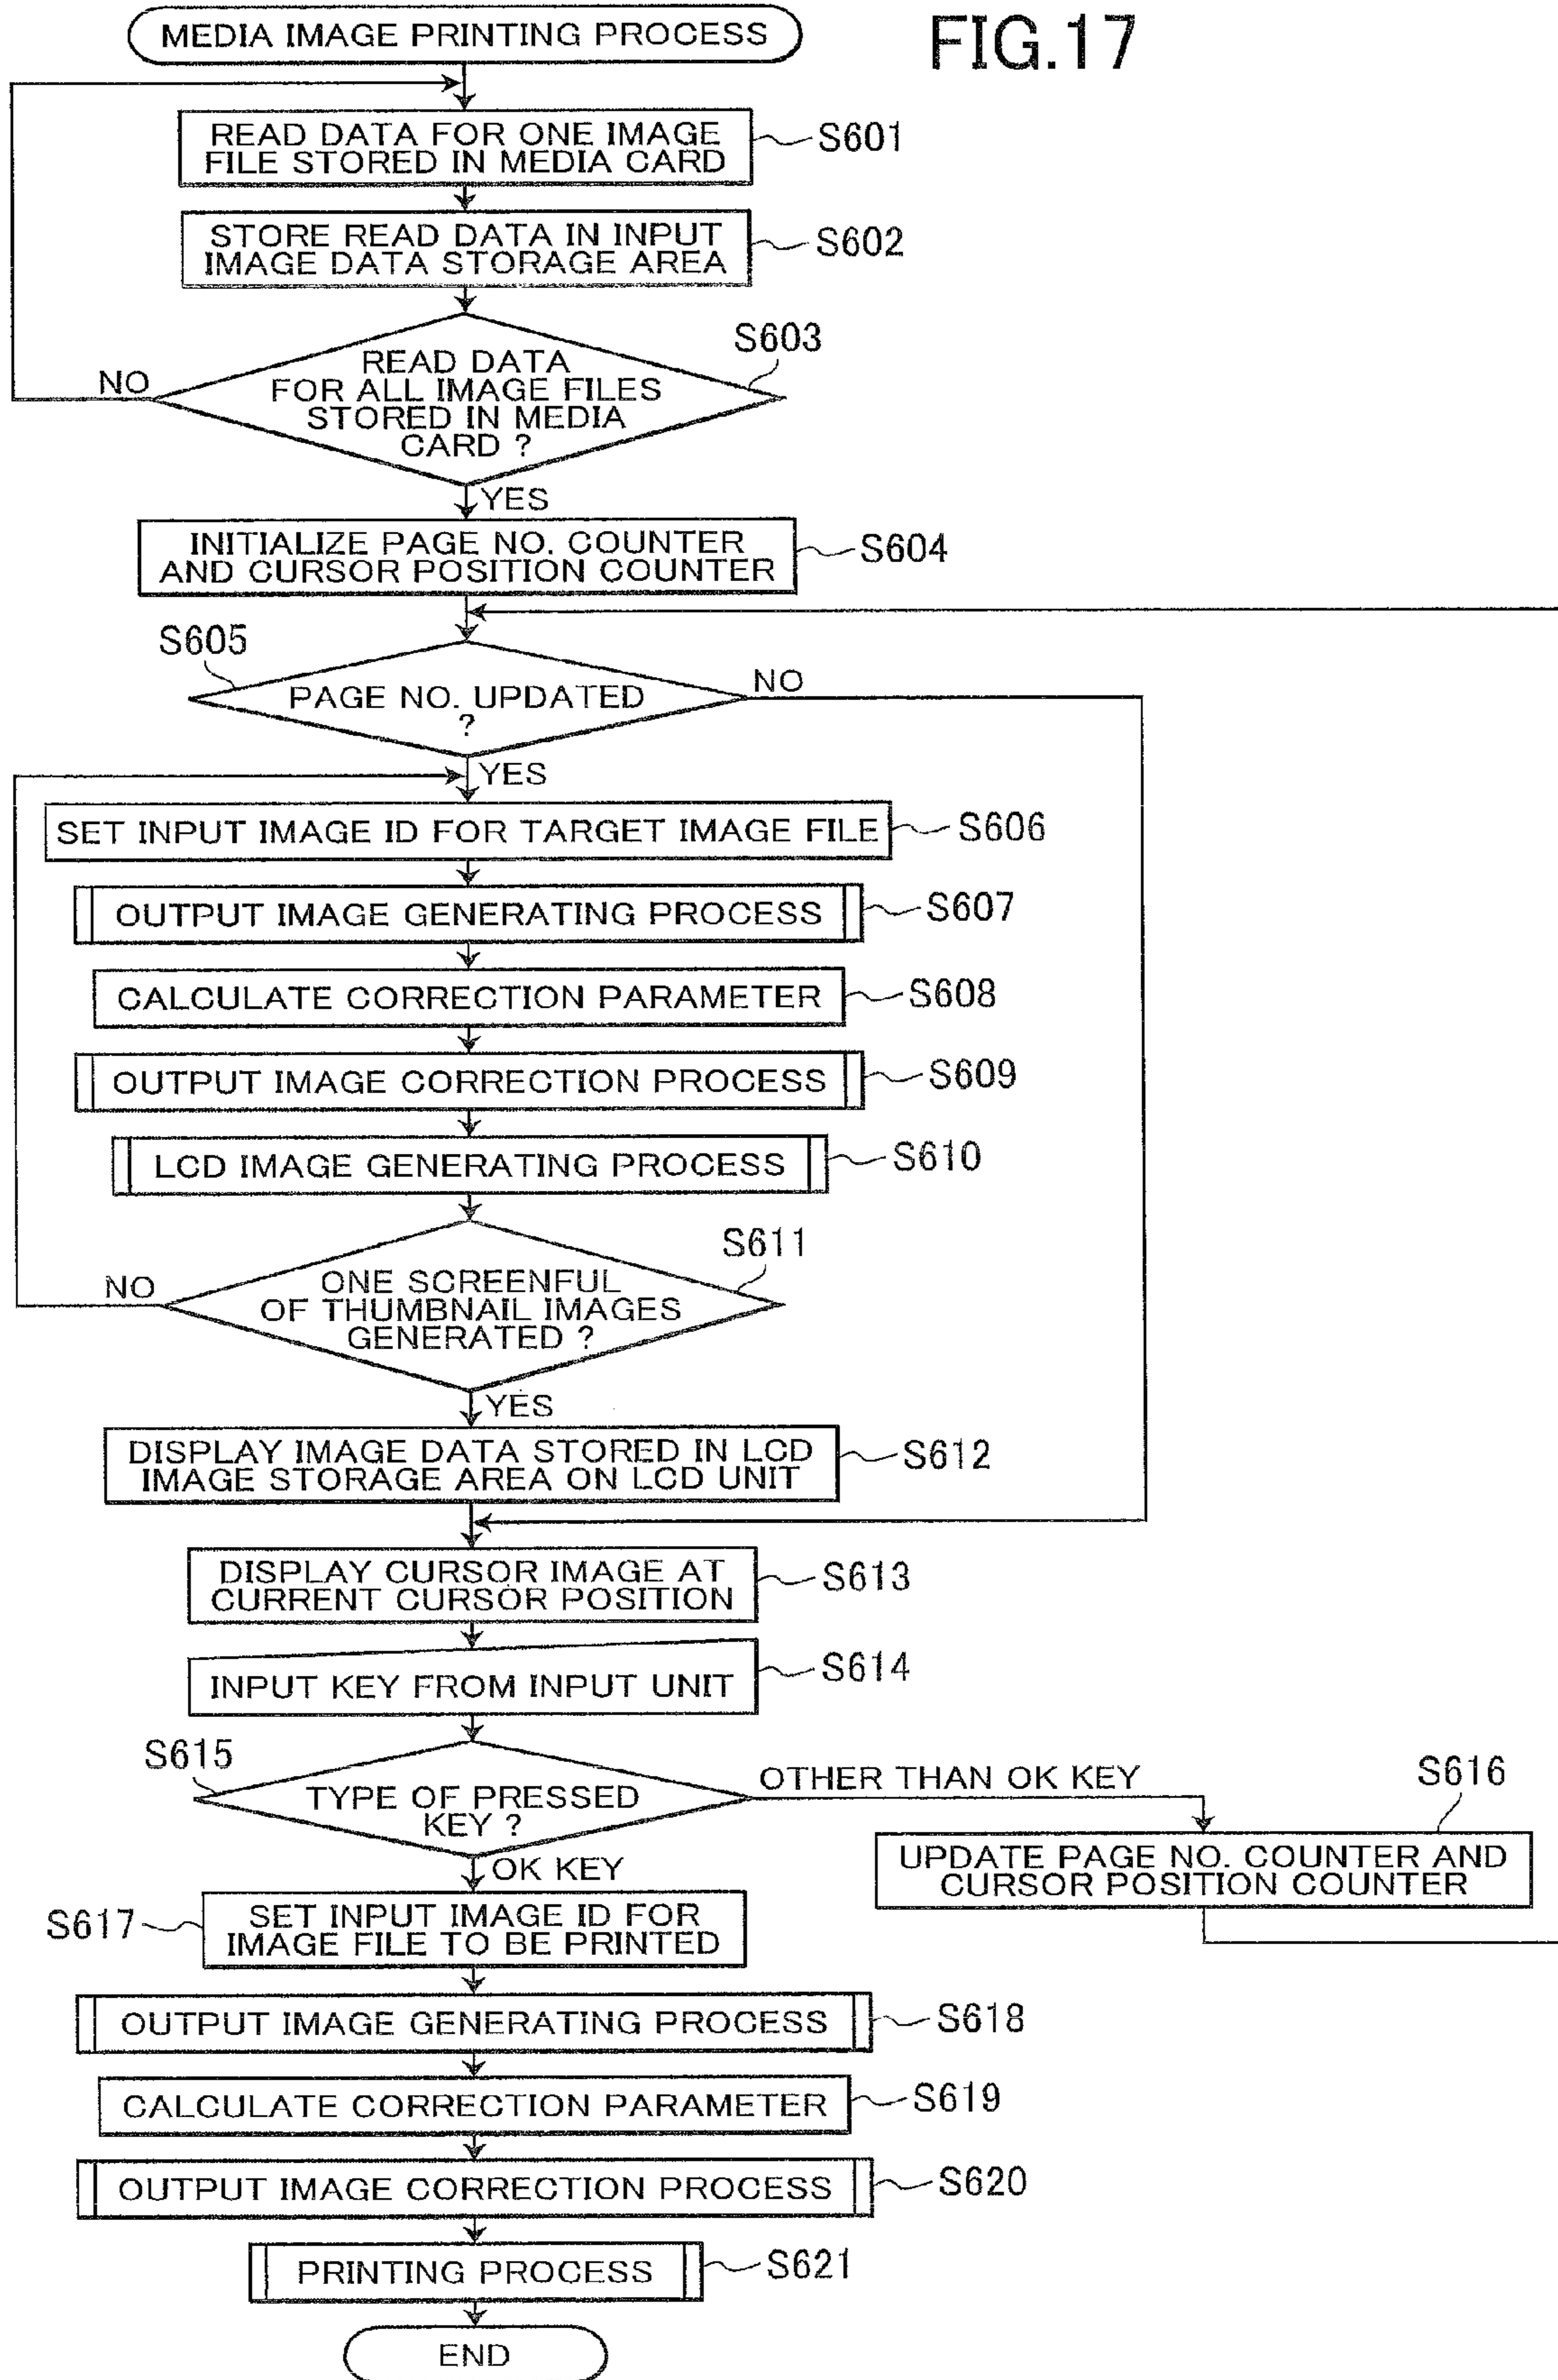 FIG.17
MEDIA IMAGE PRINTING PROCESS
READ DATA FOR ONE IMAGE
FILE STORED IN MEDIA CARD
S601
STORE READ DATA IN INPUT
IMAGE DATA STORAGE AREA
S602
S603
READ DATA
FOR ALL IMAGE FILES
STORED IN MEDIA
CARD ?
NO
YES
INITIALIZE PAGE NO. COUNTER
AND CURSOR POSITION COUNTER
S604
S605
PAGE NO. UPDATED
?
NO
YES
SET INPUT IMAGE ID FOR TARGET IMAGE FILE
S606
OUTPUT IMAGE GENERATING PROCESS
S607
CALCULATE CORRECTION PARAMETER
S608
OUTPUT IMAGE CORRECTION PROCESS
S609
LCD IMAGE GENERATING PROCESS
S610
S611
ONE SCREENFUL
OF THUMBNAIL IMAGES
GENERATED ?
NO
YES
DISPLAY IMAGE DATA STORED IN LCD
IMAGE STORAGE AREA ON LCD UNIT
S612
DISPLAY CURSOR IMAGE AT
CURRENT CURSOR POSITION
S613
INPUT KEY FROM INPUT UNIT
S614
S615
TYPE OF PRESSED
KEY ?
OTHER THAN OK KEY
S616
UPDATE PAGE NO. COUNTER AND
CURSOR POSITION COUNTER
OK KEY
S617
SET INPUT IMAGE ID FOR
IMAGE FILE TO BE PRINTED
OUTPUT IMAGE GENERATING PROCESS
S618
CALCULATE CORRECTION PARAMETER
S619
OUTPUT IMAGE CORRECTION PROCESS
S620
PRINTING PROCESS
S621
END